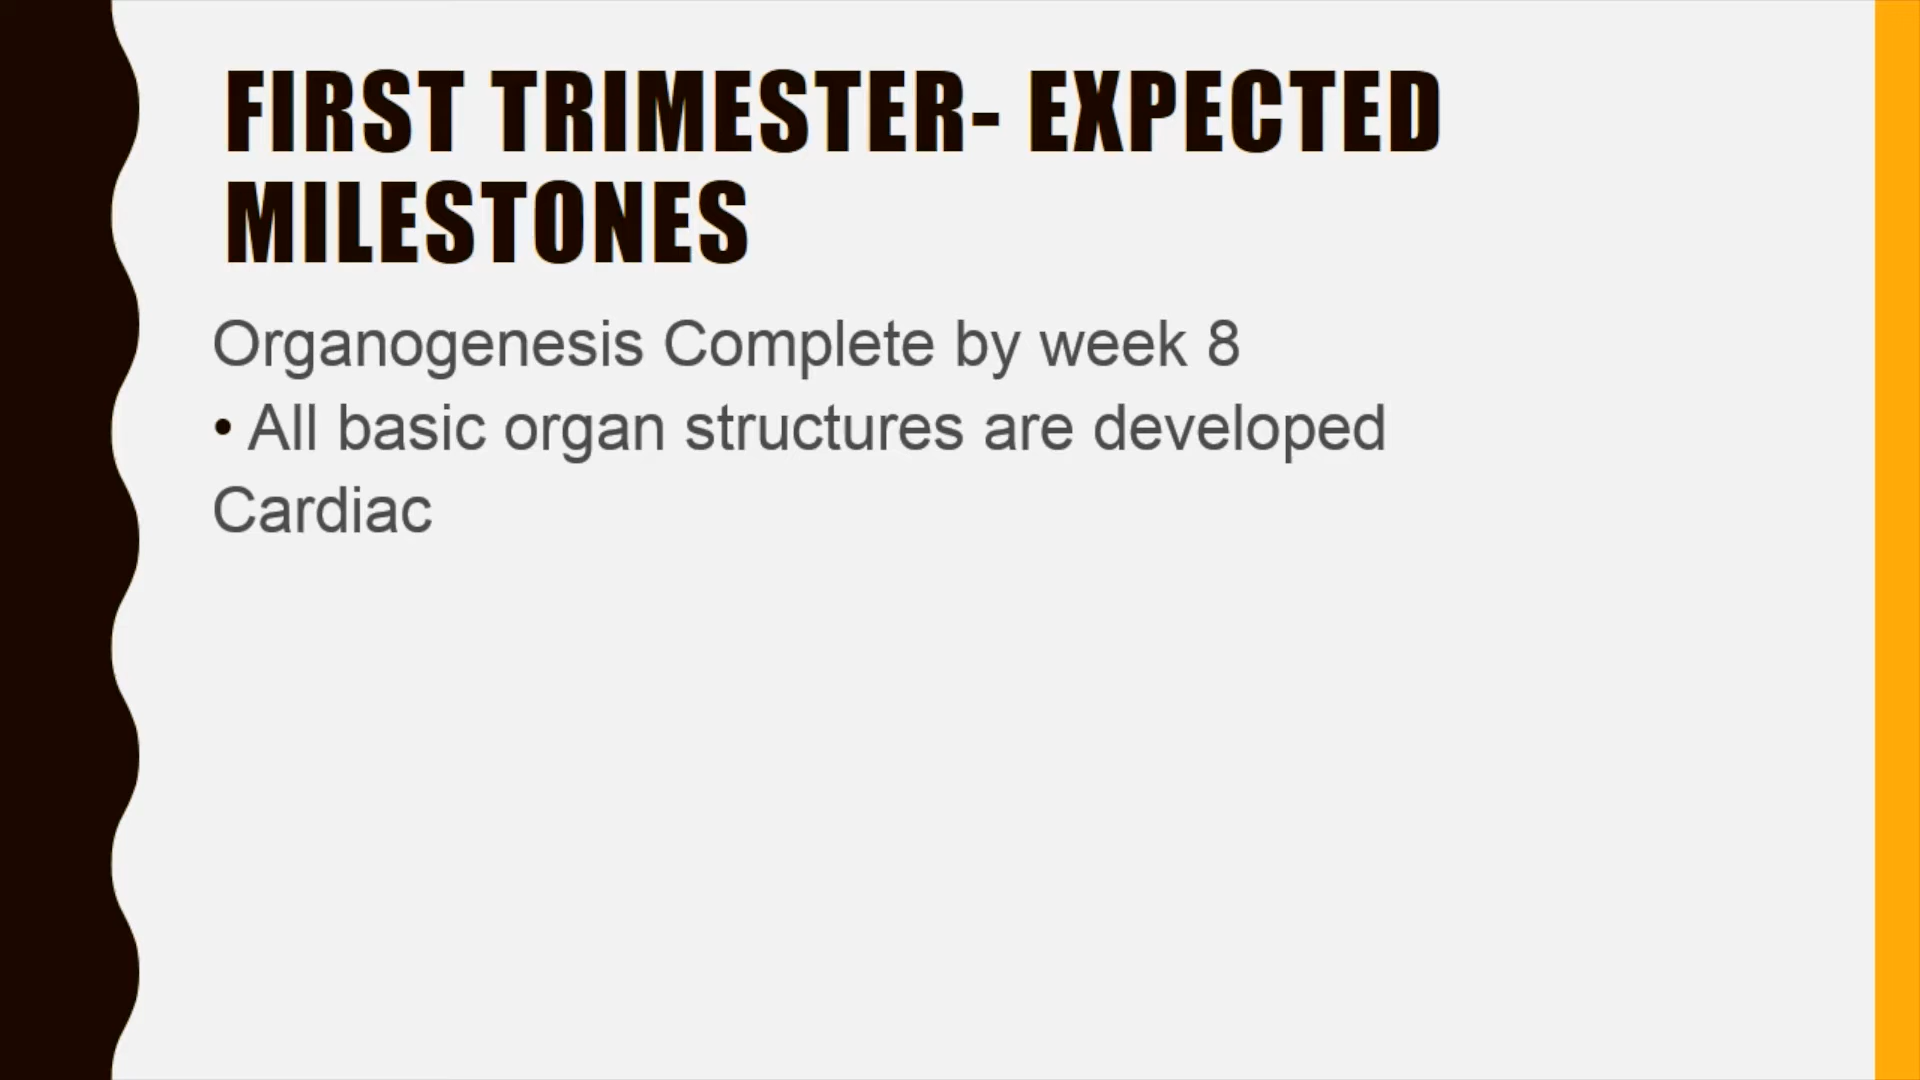 FIRST TRIMESTER- EXPECTED
MILESTONES
Organogenesis Complete by week 8
• All basic organ structures are developed
Cardiac